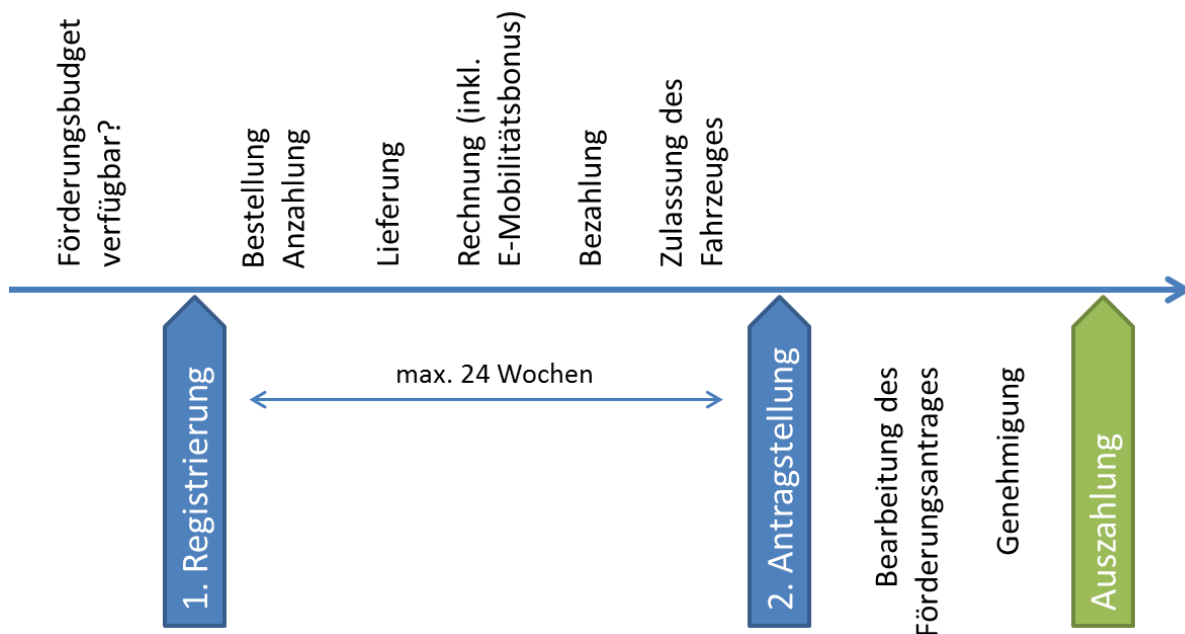 Förderungsbudget
verfügbar?
Bestellung
Anzahlung
Lieferung
Rechnung (inkl.
E-Mobilitätsbonus)
Bezahlung
Zulassung des
Fahrzeuges
1. Registrierung
max. 24 Wochen
2. Antragstellung
Bearbeitung des
Förderungsantrages
Genehmigung
Auszahlung